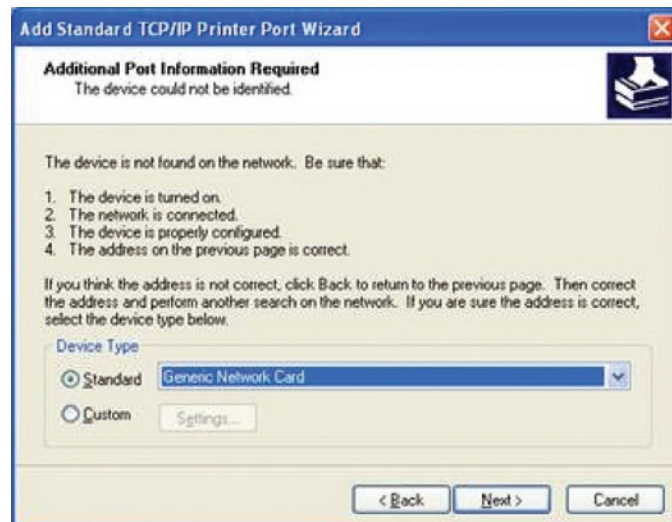 Add Standard TCP/IP Printer Port Wizard
Additional Port Information Required
The device could not be identified.
The device is not found on the network. Be sure that:
1. The device is turned on.
2. The network is connected.
3. The device is properly configured.
4. The address on the previous page is correct.
If you think the address is not correct, click Back to return to the previous page. Then correct
the address and perform another search on the network. If you are sure the address is correct,
select the device type below.
Device Type
Standard Generic Network Card
Custom Settings...
< Back Next > Cancel